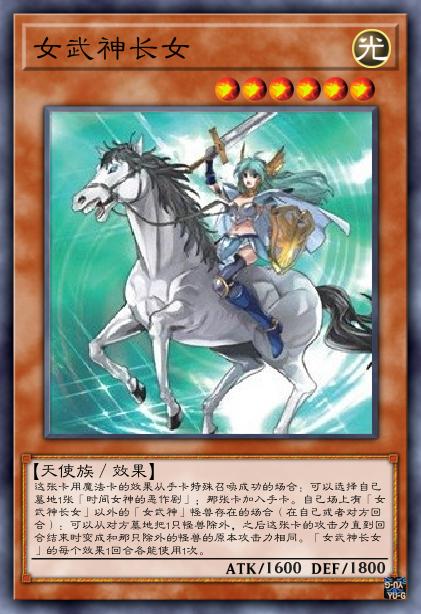 女武神长女
光
【天使族／效果】
这张卡用魔法卡的效果从手卡特殊召唤成功的场合：可以选择自己
墓地1张「时间女神的恶作剧」；那张卡加入手卡。自己场上有「女
武神长女」以外的「女武神」怪兽存在的场合（在自己或者对方回
合）：可以从对方墓地把1只怪兽除外，之后这张卡的攻击力直到回
合结束时变成和那只除外的怪兽的原本攻击力相同。「女武神长女」
的每个效果1回合各能使用1次。
ATK/1600 DEF/1800